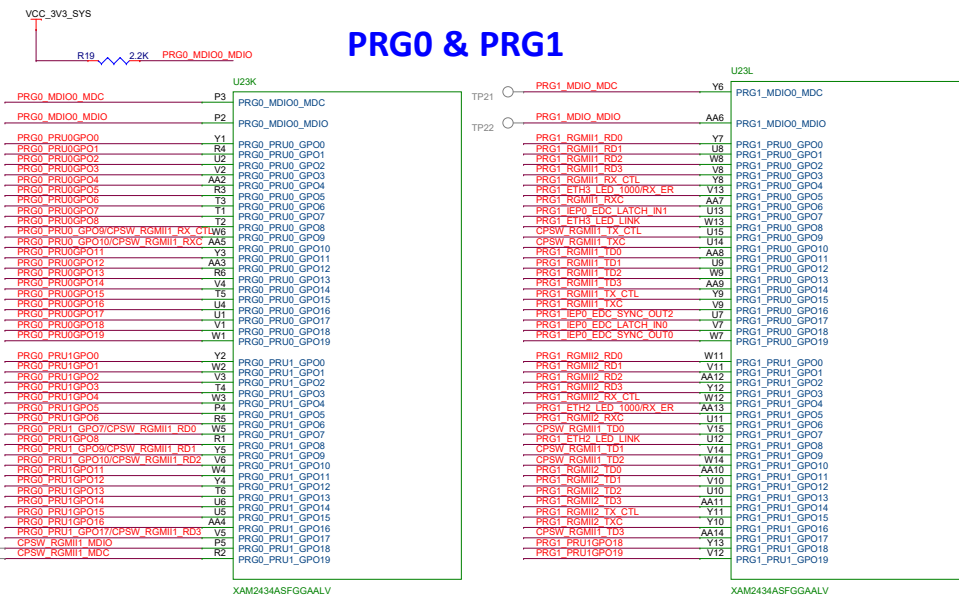 VCC_3V3_SYS
PRG0 & PRG1
R19 2.2K PRG0_MDIO0_MDIO
U23K
PRG0_MDIO0_MDC P3 PRG0_MDIO0_MDC
PRG0_MDIO0_MDIO P2 PRG0_MDIO0_MDIO
PRG0_PRU0GPO0 Y1 PRG0_PRU0_GPO0
PRG0_PRU0GPO1 R4 PRG0_PRU0_GPO1
PRG0_PRU0GPO2 U2 PRG0_PRU0_GPO2
PRG0_PRU0GPO3 V2 PRG0_PRU0_GPO3
PRG0_PRU0GPO4 AA2 PRG0_PRU0_GPO4
PRG0_PRU0GPO5 R3 PRG0_PRU0_GPO5
PRG0_PRU0GPO6 T3 PRG0_PRU0_GPO6
PRG0_PRU0GPO7 T1 PRG0_PRU0_GPO7
PRG0_PRU0GPO8 T2 PRG0_PRU0_GPO8
PRG0_PRU0_GPO9/CPSW_RGMII1_RX_CTL W6 PRG0_PRU0_GPO9
PRG0_PRU0_GPO10/CPSW_RGMII1_RXC AA5 PRG0_PRU0_GPO10
PRG0_PRU0GPO11 Y3 PRG0_PRU0_GPO11
PRG0_PRU0GPO12 AA3 PRG0_PRU0_GPO12
PRG0_PRU0GPO13 R6 PRG0_PRU0_GPO13
PRG0_PRU0GPO14 V4 PRG0_PRU0_GPO14
PRG0_PRU0GPO15 T5 PRG0_PRU0_GPO15
PRG0_PRU0GPO16 U4 PRG0_PRU0_GPO16
PRG0_PRU0GPO17 U1 PRG0_PRU0_GPO17
PRG0_PRU0GPO18 V1 PRG0_PRU0_GPO18
PRG0_PRU0GPO19 W1 PRG0_PRU0_GPO19
PRG0_PRU1GPO0 Y2 PRG0_PRU1_GPO0
PRG0_PRU1GPO1 W2 PRG0_PRU1_GPO1
PRG0_PRU1GPO2 V3 PRG0_PRU1_GPO2
PRG0_PRU1GPO3 T4 PRG0_PRU1_GPO3
PRG0_PRU1GPO4 W3 PRG0_PRU1_GPO4
PRG0_PRU1GPO5 P4 PRG0_PRU1_GPO5
PRG0_PRU1GPO6 R5 PRG0_PRU1_GPO6
PRG0_PRU1_GPO7/CPSW_RGMII1_RD0 W5 PRG0_PRU1_GPO7
PRG0_PRU1GPO8 R1 PRG0_PRU1_GPO8
PRG0_PRU1_GPO9/CPSW_RGMII1_RD1 Y5 PRG0_PRU1_GPO9
PRG0_PRU1_GPO10/CPSW_RGMII1_RD2 V6 PRG0_PRU1_GPO10
PRG0_PRU1GPO11 W4 PRG0_PRU1_GPO11
PRG0_PRU1GPO12 Y4 PRG0_PRU1_GPO12
PRG0_PRU1GPO13 T6 PRG0_PRU1_GPO13
PRG0_PRU1GPO14 U6 PRG0_PRU1_GPO14
PRG0_PRU1GPO15 U5 PRG0_PRU1_GPO15
PRG0_PRU1GPO16 AA4 PRG0_PRU1_GPO16
PRG0_PRU1_GPO17/CPSW_RGMII1_RD3 V5 PRG0_PRU1_GPO17
CPSW_RGMII1_MDIO P5 PRG0_PRU1_GPO18
CPSW_RGMII1_MDC R2 PRG0_PRU1_GPO19
XAM2434ASFGGAALV
U23L
TP21 PRG1_MDIO_MDC Y6 PRG1_MDIO0_MDC
TP22 PRG1_MDIO_MDIO AA6 PRG1_MDIO0_MDIO
PRG1_RGMII1_RD0 Y7 PRG1_PRU0_GPO0
PRG1_RGMII1_RD1 U8 PRG1_PRU0_GPO1
PRG1_RGMII1_RD2 W8 PRG1_PRU0_GPO2
PRG1_RGMII1_RD3 V8 PRG1_PRU0_GPO3
PRG1_RGMII1_RX_CTL Y8 PRG1_PRU0_GPO4
PRG1_ETH3_LED_1000/RX_ER V13 PRG1_PRU0_GPO5
PRG1_RGMII1_RXC AA7 PRG1_PRU0_GPO6
PRG1_IEP0_EDC_LATCH_IN1 U13 PRG1_PRU0_GPO7
PRG1_ETH3_LED_LINK W13 PRG1_PRU0_GPO8
CPSW_RGMII1_TX_CTL U15 PRG1_PRU0_GPO9
CPSW_RGMII1_TXC U14 PRG1_PRU0_GPO10
PRG1_RGMII1_TD0 AA8 PRG1_PRU0_GPO11
PRG1_RGMII1_TD1 U9 PRG1_PRU0_GPO12
PRG1_RGMII1_TD2 W9 PRG1_PRU0_GPO13
PRG1_RGMII1_TD3 AA9 PRG1_PRU0_GPO14
PRG1_RGMII1_TX_CTL Y9 PRG1_PRU0_GPO15
PRG1_RGMII1_TXC V9 PRG1_PRU0_GPO16
PRG1_IEP0_EDC_SYNC_OUT2 U7 PRG1_PRU0_GPO17
PRG1_IEP0_EDC_LATCH_IN0 V7 PRG1_PRU0_GPO18
PRG1_IEP0_EDC_SYNC_OUT0 W7 PRG1_PRU0_GPO19
PRG1_RGMII2_RD0 W11 PRG1_PRU1_GPO0
PRG1_RGMII2_RD1 V11 PRG1_PRU1_GPO1
PRG1_RGMII2_RD2 AA12 PRG1_PRU1_GPO2
PRG1_RGMII2_RD3 Y12 PRG1_PRU1_GPO3
PRG1_RGMII2_RX_CTL W12 PRG1_PRU1_GPO4
PRG1_ETH2_LED_1000/RX_ER AA13 PRG1_PRU1_GPO5
PRG1_RGMII2_RXC U11 PRG1_PRU1_GPO6
CPSW_RGMII1_TD0 V15 PRG1_PRU1_GPO7
PRG1_ETH2_LED_LINK U12 PRG1_PRU1_GPO8
CPSW_RGMII1_TD1 V14 PRG1_PRU1_GPO9
CPSW_RGMII1_TD2 W14 PRG1_PRU1_GPO10
PRG1_RGMII2_TD0 AA10 PRG1_PRU1_GPO11
PRG1_RGMII2_TD1 V10 PRG1_PRU1_GPO12
PRG1_RGMII2_TD2 U10 PRG1_PRU1_GPO13
PRG1_RGMII2_TD3 AA11 PRG1_PRU1_GPO14
PRG1_RGMII2_TX_CTL Y11 PRG1_PRU1_GPO15
PRG1_RGMII2_TXC Y10 PRG1_PRU1_GPO16
CPSW_RGMII1_TD3 AA14 PRG1_PRU1_GPO17
PRG1_PRU1GPO18 Y13 PRG1_PRU1_GPO18
PRG1_PRU1GPO19 V12 PRG1_PRU1_GPO19
XAM2434ASFGGAALV